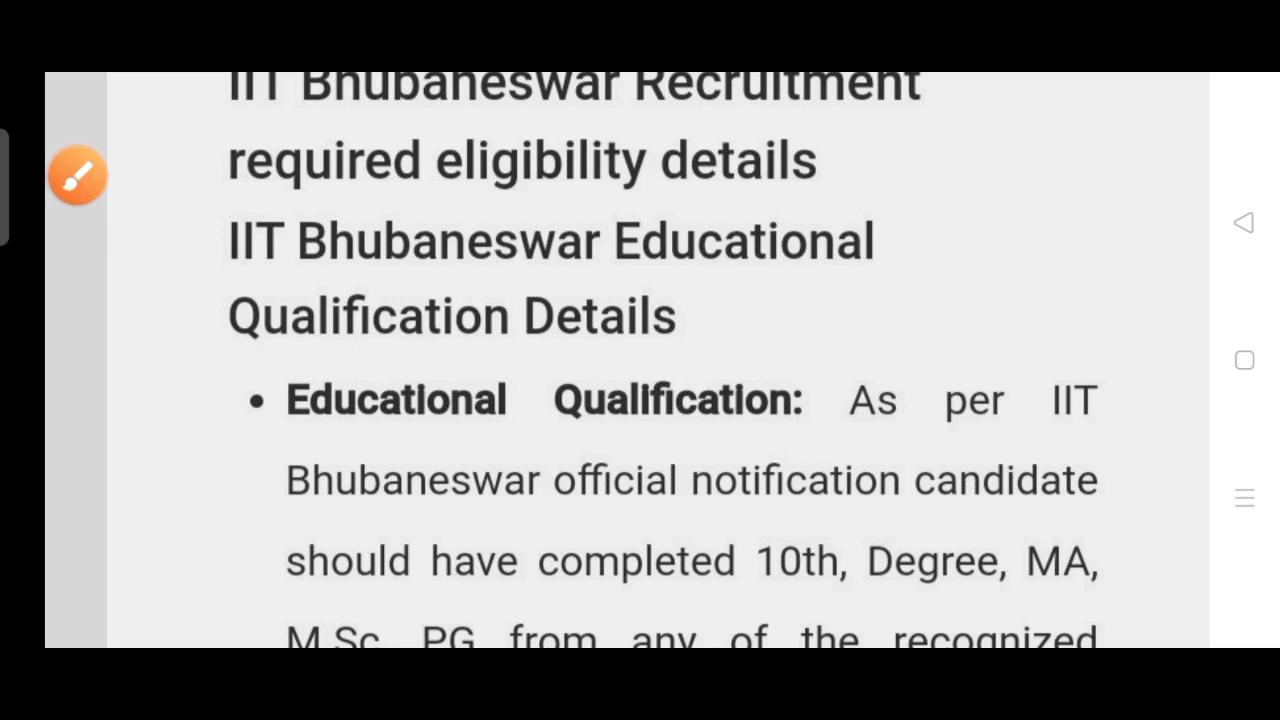 IIT Bhubaneswar Recruitment
required eligibility details
IIT Bhubaneswar Educational
Qualification Details
• Educational Qualification: As per IIT
Bhubaneswar official notification candidate
should have completed 10th, Degree, MA,
M.Sc, PG from any of the recognized